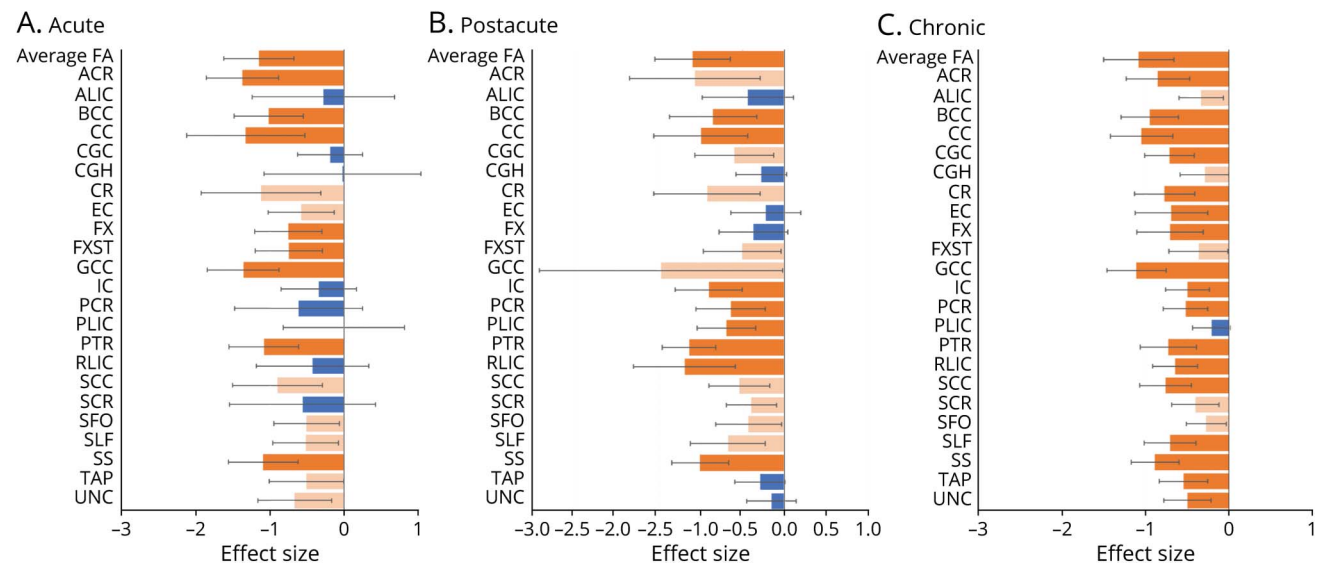 A. Acute
Average FA
ACR
ALIC
BCC
CC
CGC
CGH
CR
EC
FX
FXST
GCC
IC
PCR
PLIC
PTR
RLIC
SCC
SCR
SFO
SLF
SS
TAP
UNC
−3 −2 −1 0 1
Effect size
B. Postacute
Average FA
ACR
ALIC
BCC
CC
CGC
CGH
CR
EC
FX
FXST
GCC
IC
PCR
PLIC
PTR
RLIC
SCC
SCR
SFO
SLF
SS
TAP
UNC
−3.0 −2.5 −2.0 −1.5 −1.0 −0.5 0.0 0.5 1.0
Effect size
C. Chronic
Average FA
ACR
ALIC
BCC
CC
CGC
CGH
CR
EC
FX
FXST
GCC
IC
PCR
PLIC
PTR
RLIC
SCC
SCR
SFO
SLF
SS
TAP
UNC
−3 −2 −1 0 1
Effect size